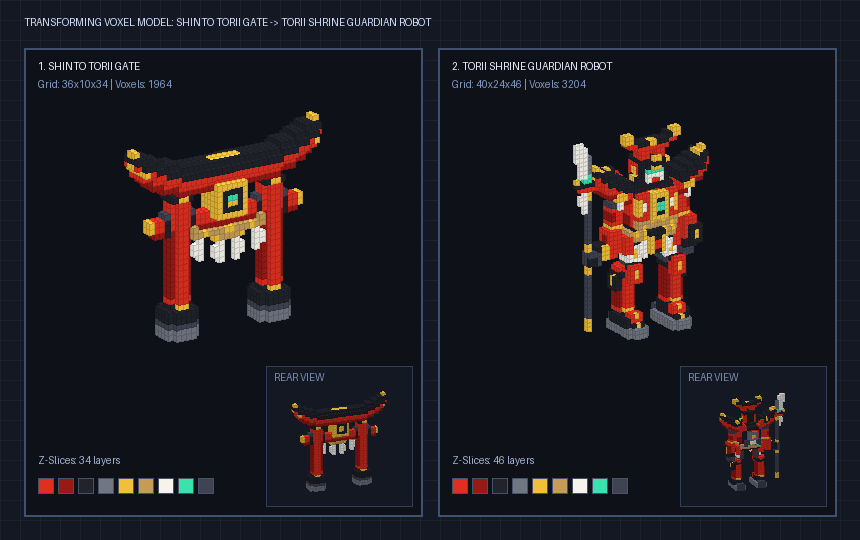 TRANSFORMING VOXEL MODEL: SHINTO TORII GATE -> TORII SHRINE GUARDIAN ROBOT
1. SHINTO TORII GATE
Grid: 36x10x34 | Voxels: 1964
REAR VIEW
Z-Slices: 34 layers
2. TORII SHRINE GUARDIAN ROBOT
Grid: 40x24x46 | Voxels: 3204
REAR VIEW
Z-Slices: 46 layers